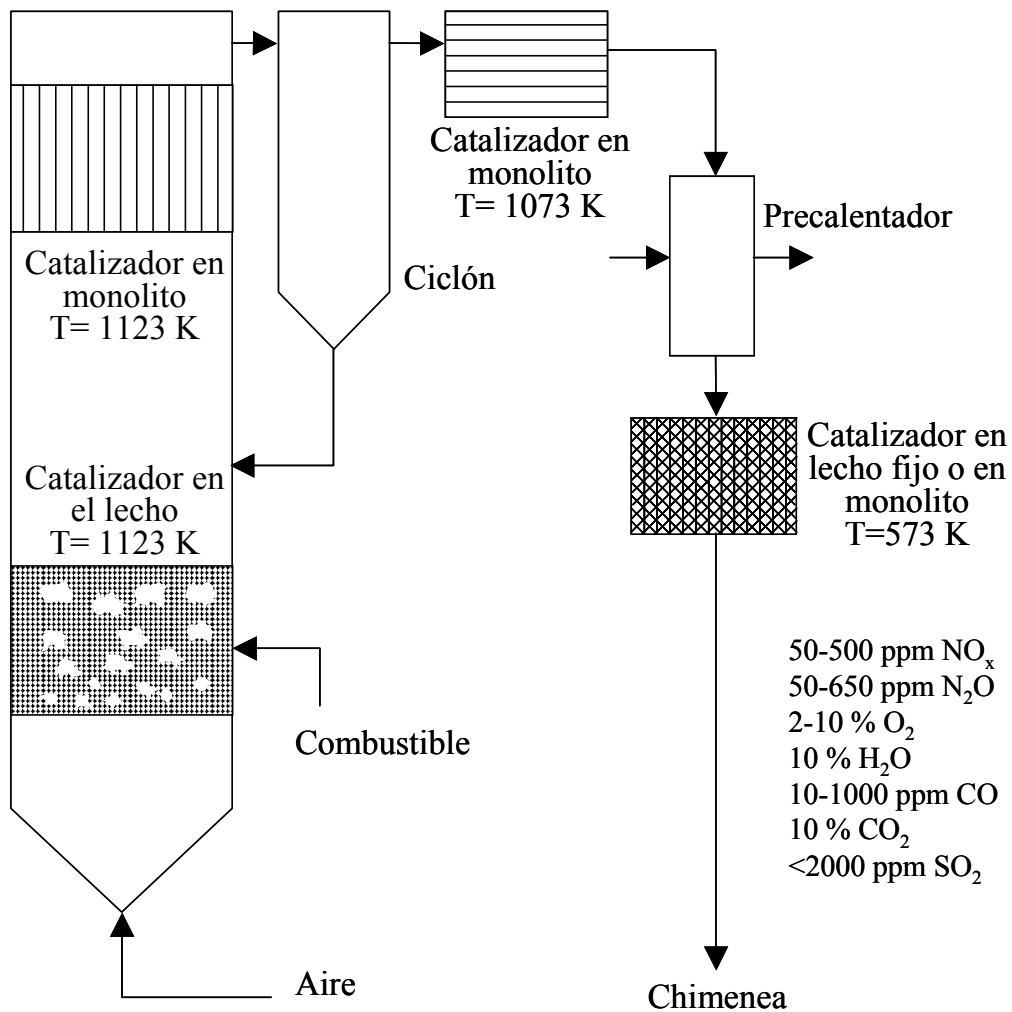 Catalizador en
monolito
T= 1073 K
Precalentador
Catalizador en
monolito
T= 1123 K
Ciclón
Catalizador en
el lecho
T= 1123 K
Catalizador en
lecho fijo o en
monolito
T=573 K
50-500 ppm NOx
50-650 ppm N2O
2-10 % O2
10 % H2O
10-1000 ppm CO
10 % CO2
<2000 ppm SO2
Combustible
Aire
Chimenea